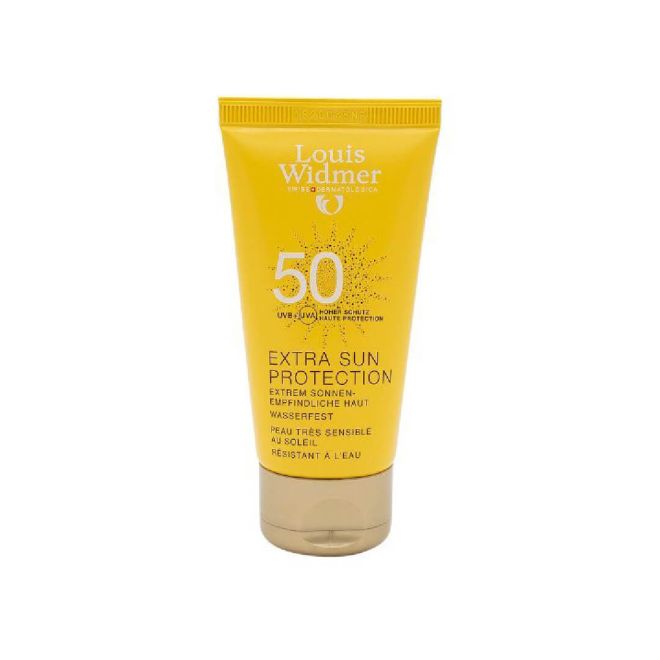 Louis
Widmer
SWISS DERMATOLOGICA
50
UVB + UVA HOHER SCHUTZ
HAUTE PROTECTION
EXTRA SUN
PROTECTION
EXTREM SONNEN-
EMPFINDLICHE HAUT
WASSERFEST
PEAU TRÈS SENSIBLE
AU SOLEIL
RÉSISTANT À L'EAU